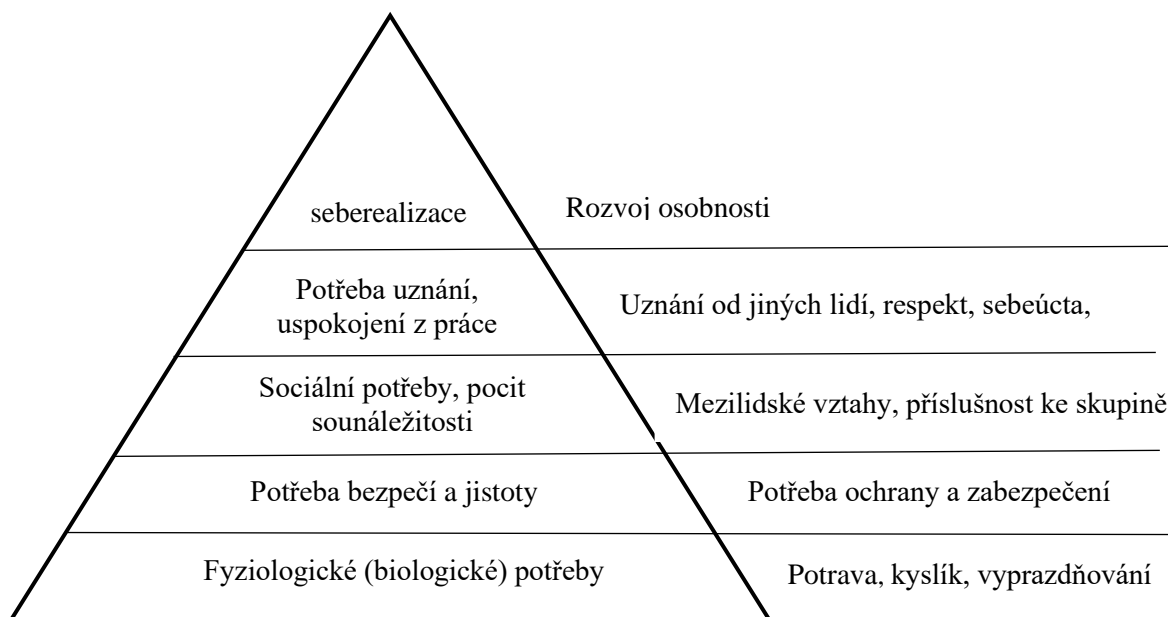 seberealizace
Rozvoj osobnosti
Potřeba uznání,
uspokojení z práce
Uznání od jiných lidí, respekt, sebeúcta,
Sociální potřeby, pocit
sounáležitosti
Mezilidské vztahy, příslušnost ke skupině
Potřeba bezpečí a jistoty
Potřeba ochrany a zabezpečení
Fyziologické (biologické) potřeby
Potrava, kyslík, vyprazdňování